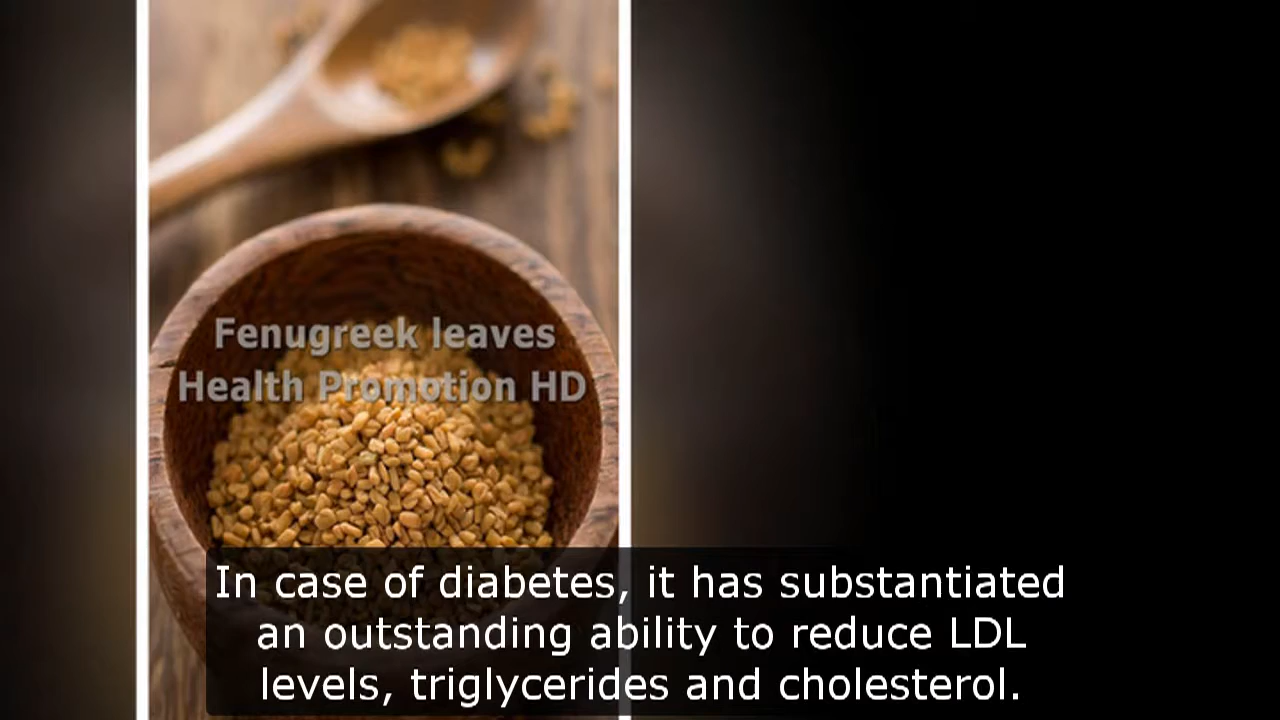 Fenugreek leaves
Health Promotion HD
In case of diabetes, it has substantiated
an outstanding ability to reduce LDL
levels, triglycerides and cholesterol.